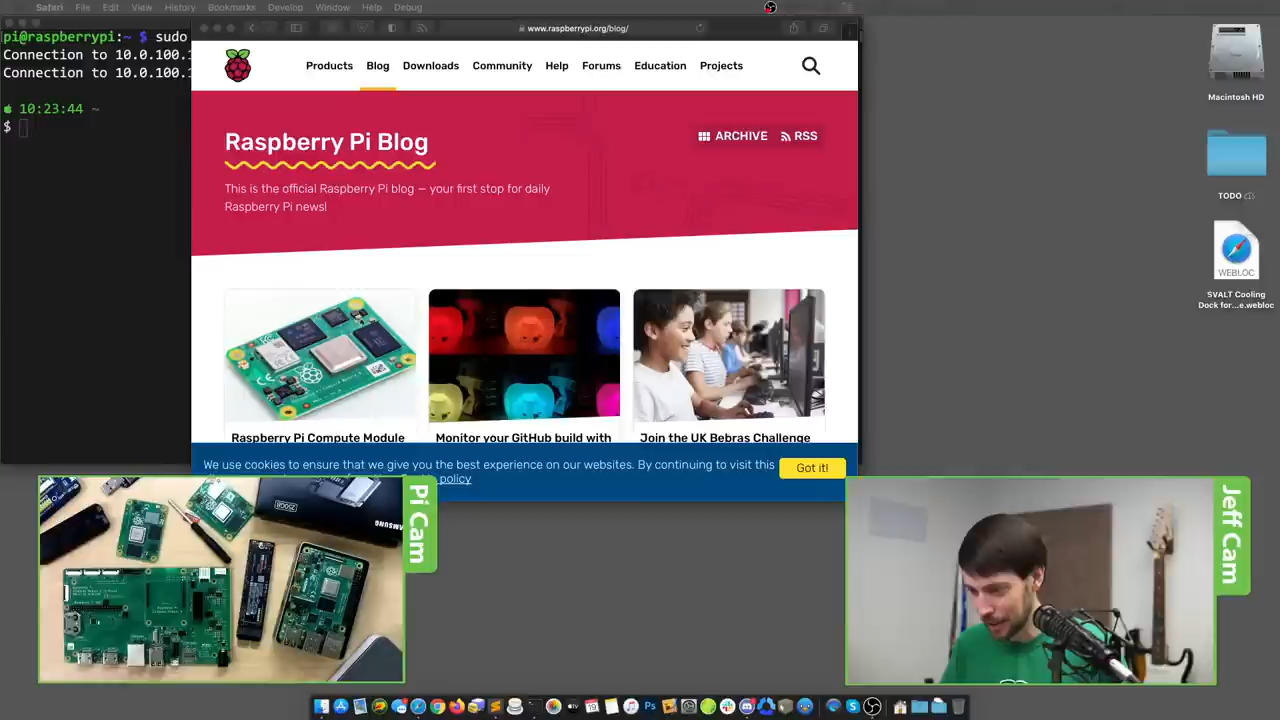 Safari File Edit View History Bookmarks Develop Window Help Debug
pi@raspberrypi:~ $ sudo
Connection to 10.0.100.1
Connection to 10.0.100.1
10:23:44 ~
$
www.raspberrypi.org/blog/
Products Blog Downloads Community Help Forums Education Projects
Raspberry Pi Blog
ARCHIVE RSS
This is the official Raspberry Pi blog – your first stop for daily
Raspberry Pi news!
Raspberry Pi Compute Module
Monitor your GitHub build with
Join the UK Bebras Challenge
We use cookies to ensure that we give you the best experience on our websites. By continuing to visit this
policy
Got it!
Macintosh HD
TODO
WEBLOC
SVALT Cooling
Dock for...e.webloc
Pi Cam
250GB
SAMSUNG
Jeff Cam
19